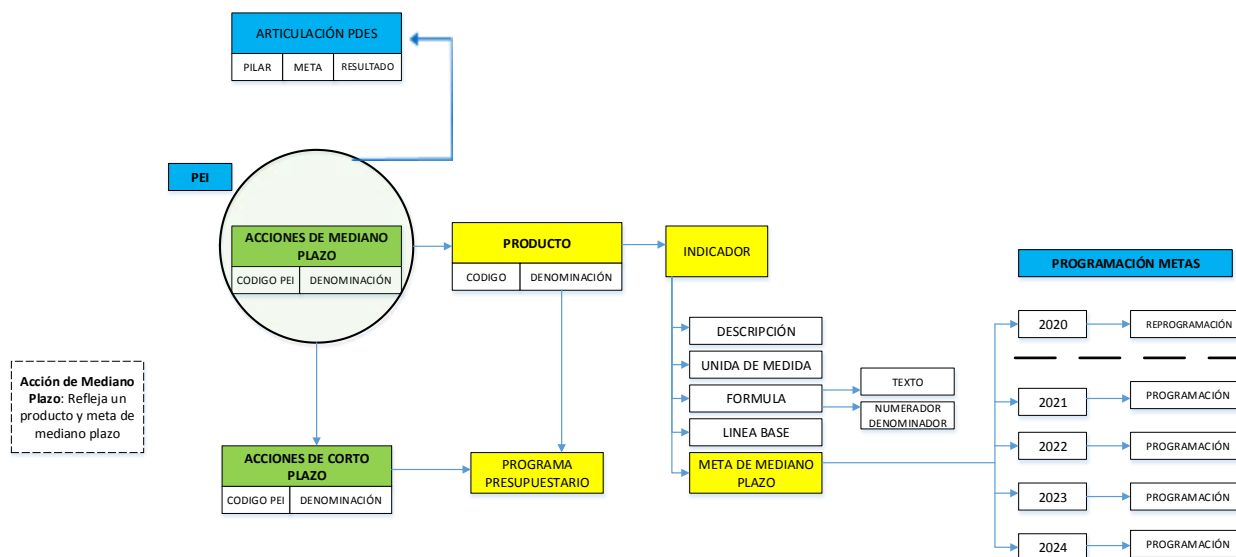 ARTICULACIÓN PDES
PILAR
META
RESULTADO
PEI
ACCIONES DE MEDIANO
PLAZO
CODIGO PEI
DENOMINACIÓN
PRODUCTO
CODIGO
DENOMINACIÓN
INDICADOR
PROGRAMACIÓN METAS
DESCRIPCIÓN
UNIDA DE MEDIDA
FORMULA
TEXTO
NUMERADOR
DENOMINADOR
LINEA BASE
META DE MEDIANO
PLAZO
2020
REPROGRAMACIÓN
2021
PROGRAMACIÓN
2022
PROGRAMACIÓN
2023
PROGRAMACIÓN
2024
PROGRAMACIÓN
Acción de Mediano
Plazo: Refleja un
producto y meta de
mediano plazo
ACCIONES DE CORTO
PLAZO
CODIGO PEI
DENOMINACIÓN
PROGRAMA
PRESUPUESTARIO